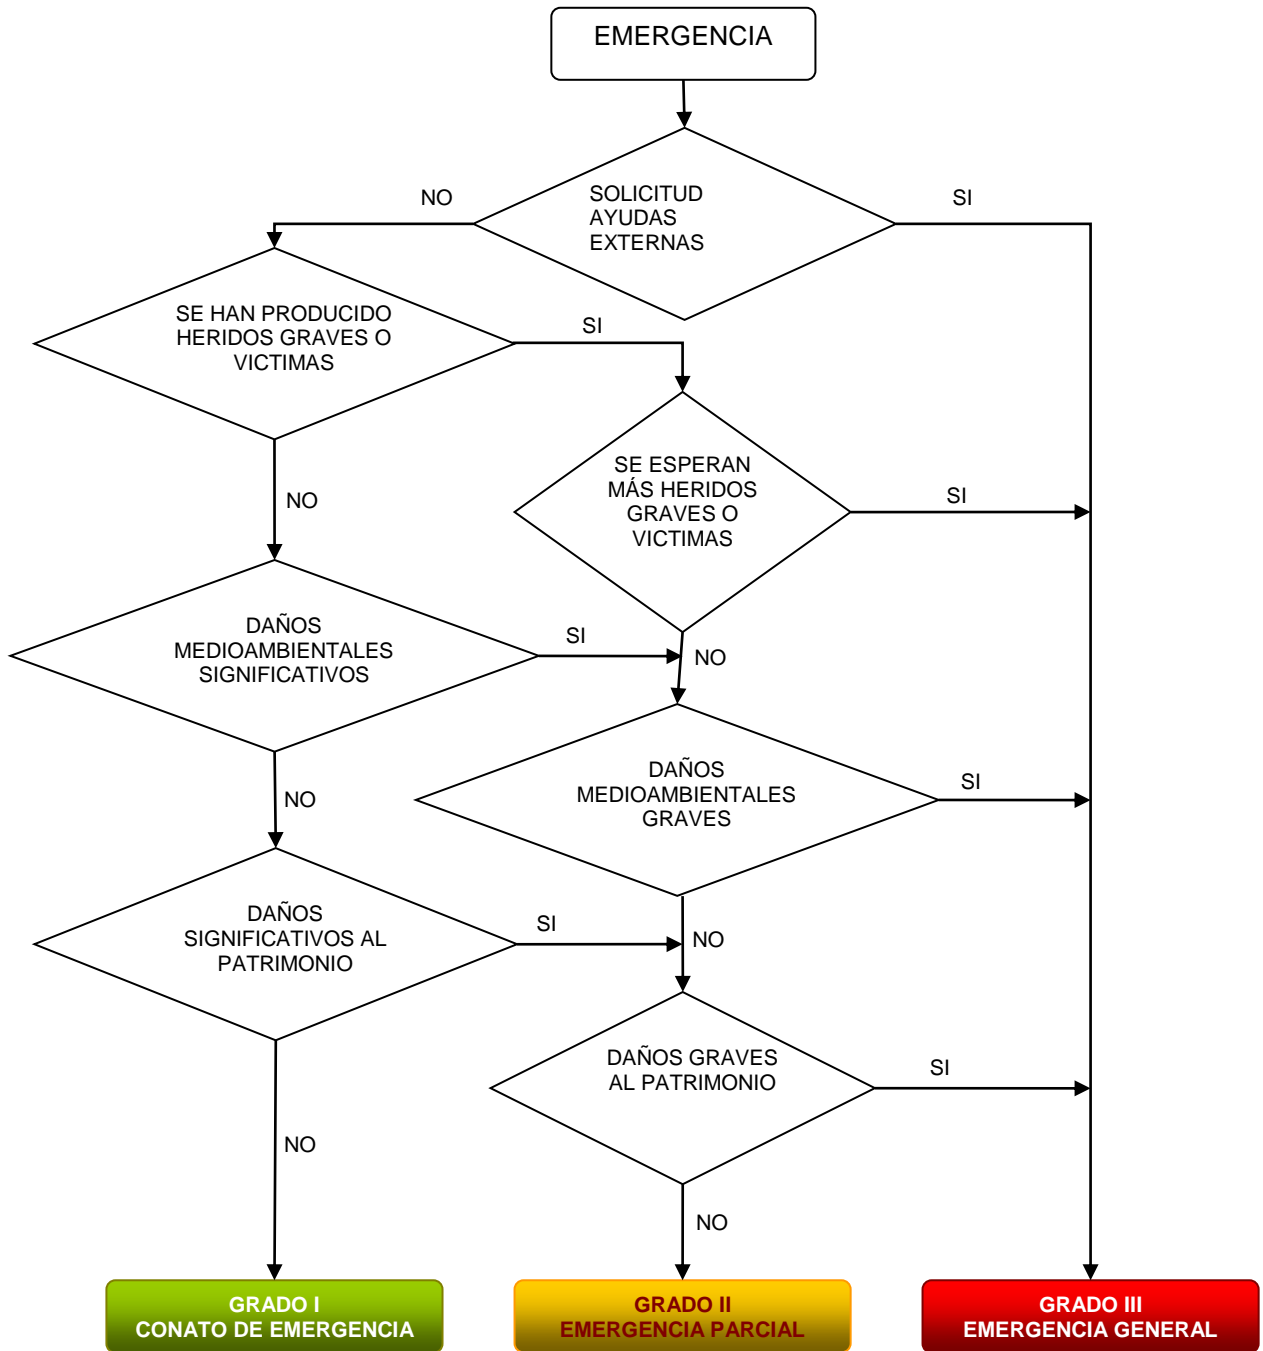 EMERGENCIA
SOLICITUD
AYUDAS
EXTERNAS
NO
SI
SE HAN PRODUCIDO
HERIDOS GRAVES O
VICTIMAS
SI
NO
SE ESPERAN
MÁS HERIDOS
GRAVES O
VICTIMAS
SI
NO
DAÑOS
MEDIOAMBIENTALES
SIGNIFICATIVOS
SI
NO
DAÑOS
MEDIOAMBIENTALES
GRAVES
SI
NO
DAÑOS
SIGNIFICATIVOS AL
PATRIMONIO
SI
NO
DAÑOS GRAVES
AL PATRIMONIO
SI
NO
GRADO I
CONATO DE EMERGENCIA
GRADO II
EMERGENCIA PARCIAL
GRADO III
EMERGENCIA GENERAL